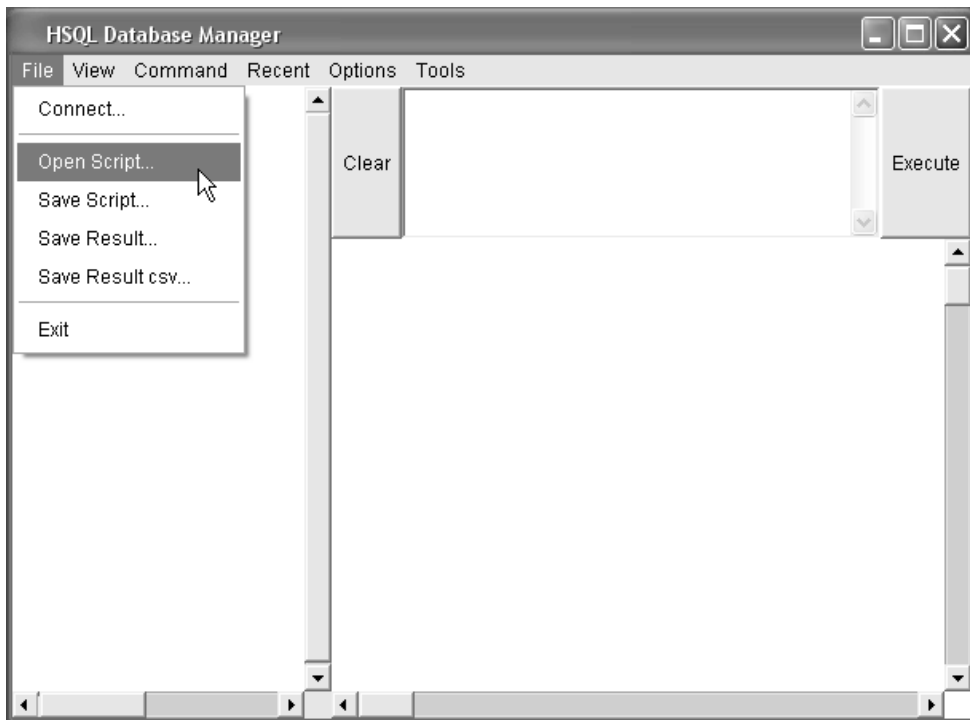 HSQL Database Manager
File View Command Recent Options Tools
Connect...
Open Script...
Save Script...
Save Result...
Save Result csv...
Exit
Clear
Execute